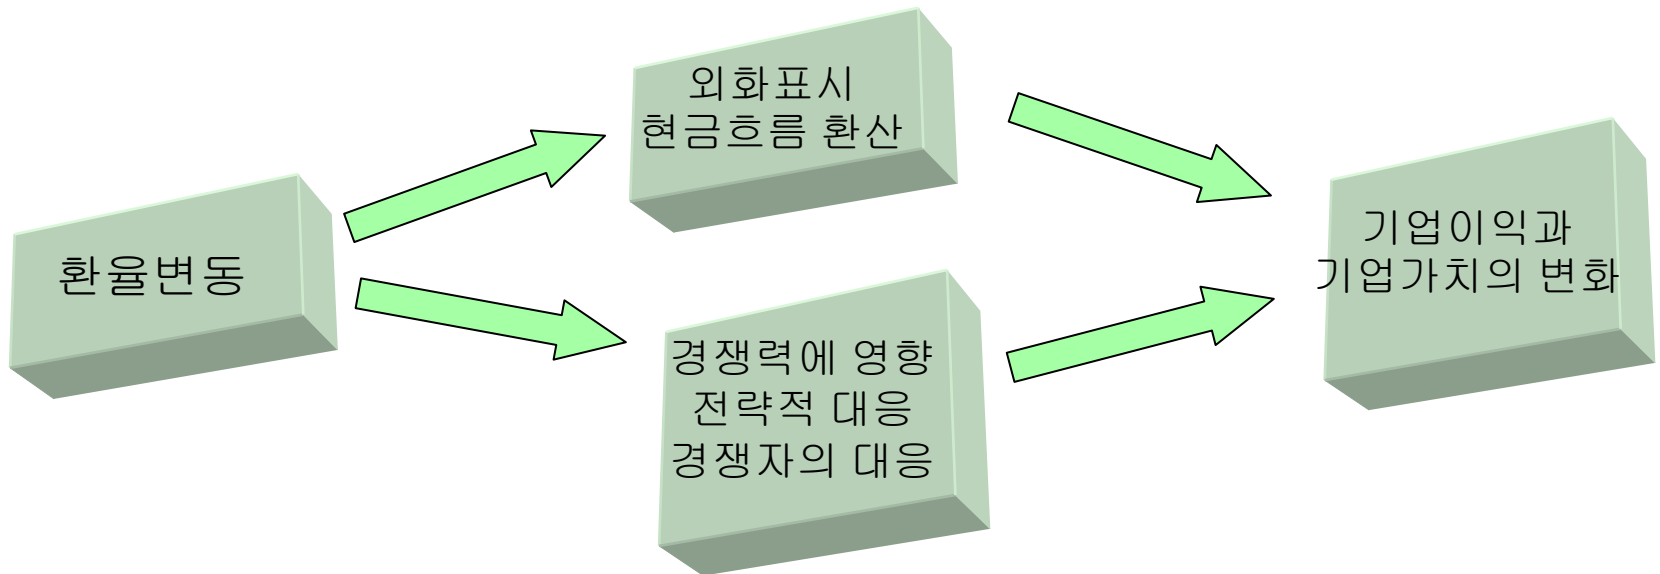 환율변동
외화표시
현금흐름 환산
경쟁력에 영향
전략적 대응
경쟁자의 대응
기업이익과
기업가치의 변화